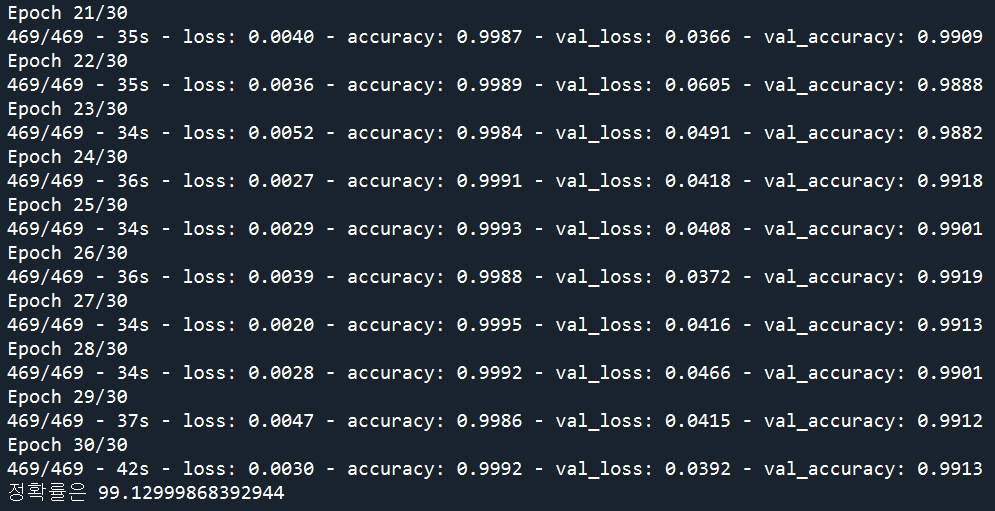 Epoch 21/30
469/469 - 35s - loss: 0.0040 - accuracy: 0.9987 - val_loss: 0.0366 - val_accuracy: 0.9909
Epoch 22/30
469/469 - 35s - loss: 0.0036 - accuracy: 0.9989 - val_loss: 0.0605 - val_accuracy: 0.9888
Epoch 23/30
469/469 - 34s - loss: 0.0052 - accuracy: 0.9984 - val_loss: 0.0491 - val_accuracy: 0.9882
Epoch 24/30
469/469 - 36s - loss: 0.0027 - accuracy: 0.9991 - val_loss: 0.0418 - val_accuracy: 0.9918
Epoch 25/30
469/469 - 34s - loss: 0.0029 - accuracy: 0.9993 - val_loss: 0.0408 - val_accuracy: 0.9901
Epoch 26/30
469/469 - 36s - loss: 0.0039 - accuracy: 0.9988 - val_loss: 0.0372 - val_accuracy: 0.9919
Epoch 27/30
469/469 - 34s - loss: 0.0020 - accuracy: 0.9995 - val_loss: 0.0416 - val_accuracy: 0.9913
Epoch 28/30
469/469 - 34s - loss: 0.0028 - accuracy: 0.9992 - val_loss: 0.0466 - val_accuracy: 0.9901
Epoch 29/30
469/469 - 37s - loss: 0.0047 - accuracy: 0.9986 - val_loss: 0.0415 - val_accuracy: 0.9912
Epoch 30/30
469/469 - 42s - loss: 0.0030 - accuracy: 0.9992 - val_loss: 0.0392 - val_accuracy: 0.9913
정확률은 99.12999868392944